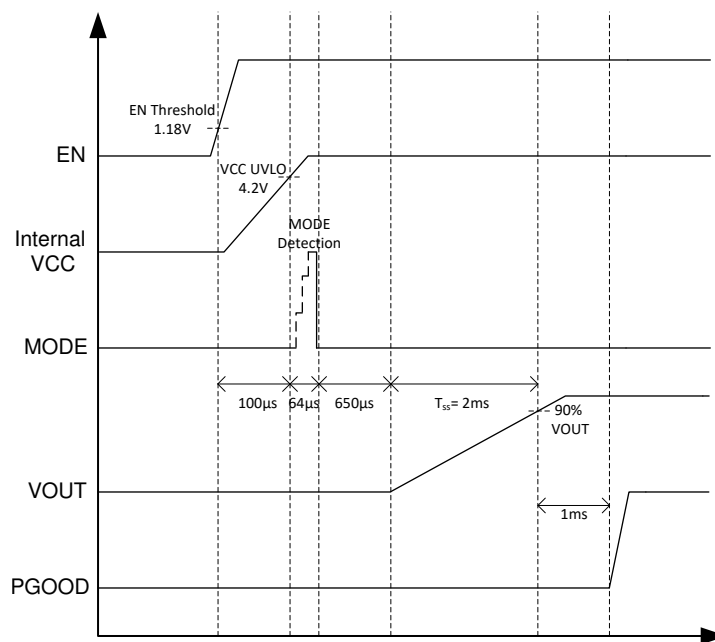 EN Threshold
1.18V
EN
VCC UVLO
4.2V
MODE
Detection
Internal
VCC
MODE
100µs
64µs
650µs
Tss= 2ms
90%
VOUT
VOUT
1ms
PGOOD